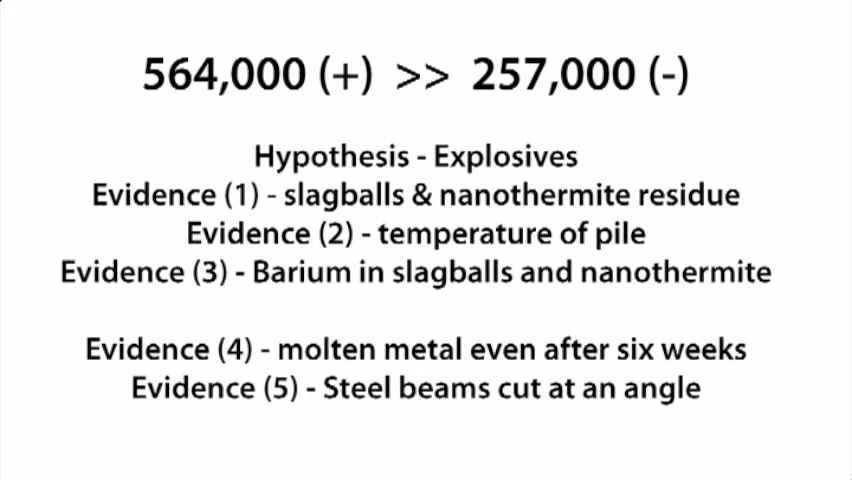 564,000 (+) >> 257,000 (-)
Hypothesis - Explosives
Evidence (1) - slagballs & nanothermite residue
Evidence (2) - temperature of pile
Evidence (3) - Barium in slagballs and nanothermite
Evidence (4) - molten metal even after six weeks
Evidence (5) - Steel beams cut at an angle